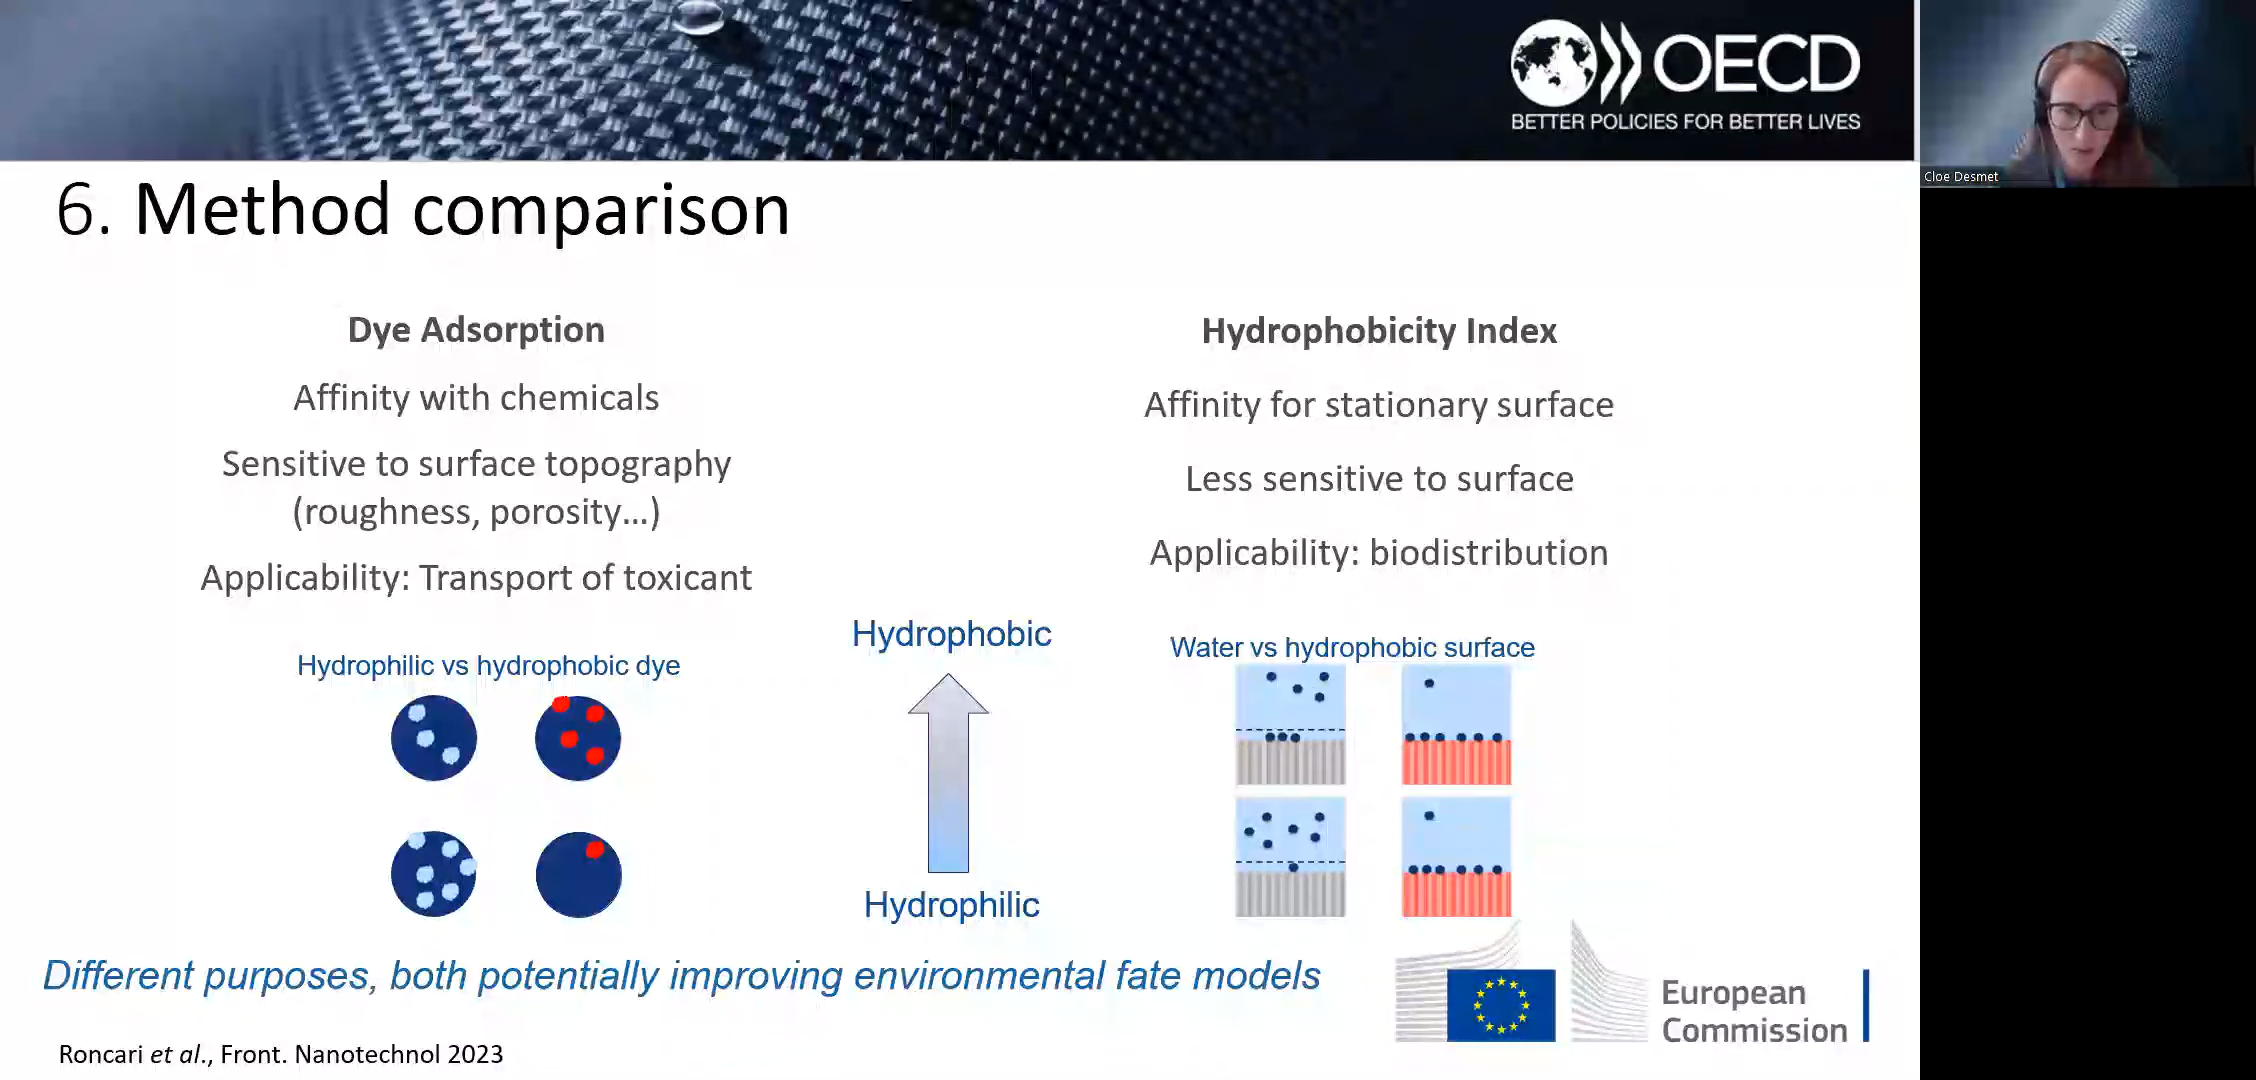 OECD
BETTER POLICIES FOR BETTER LIVES
Cloe Desmet
6. Method comparison
Dye Adsorption
Affinity with chemicals
Sensitive to surface topography
(roughness, porosity...)
Applicability: Transport of toxicant
Hydrophilic vs hydrophobic dye
Hydrophobic
Hydrophilic
Hydrophobicity Index
Affinity for stationary surface
Less sensitive to surface
Applicability: biodistribution
Water vs hydrophobic surface
Different purposes, both potentially improving environmental fate models
European
Commission
Roncari et al., Front. Nanotechnol 2023